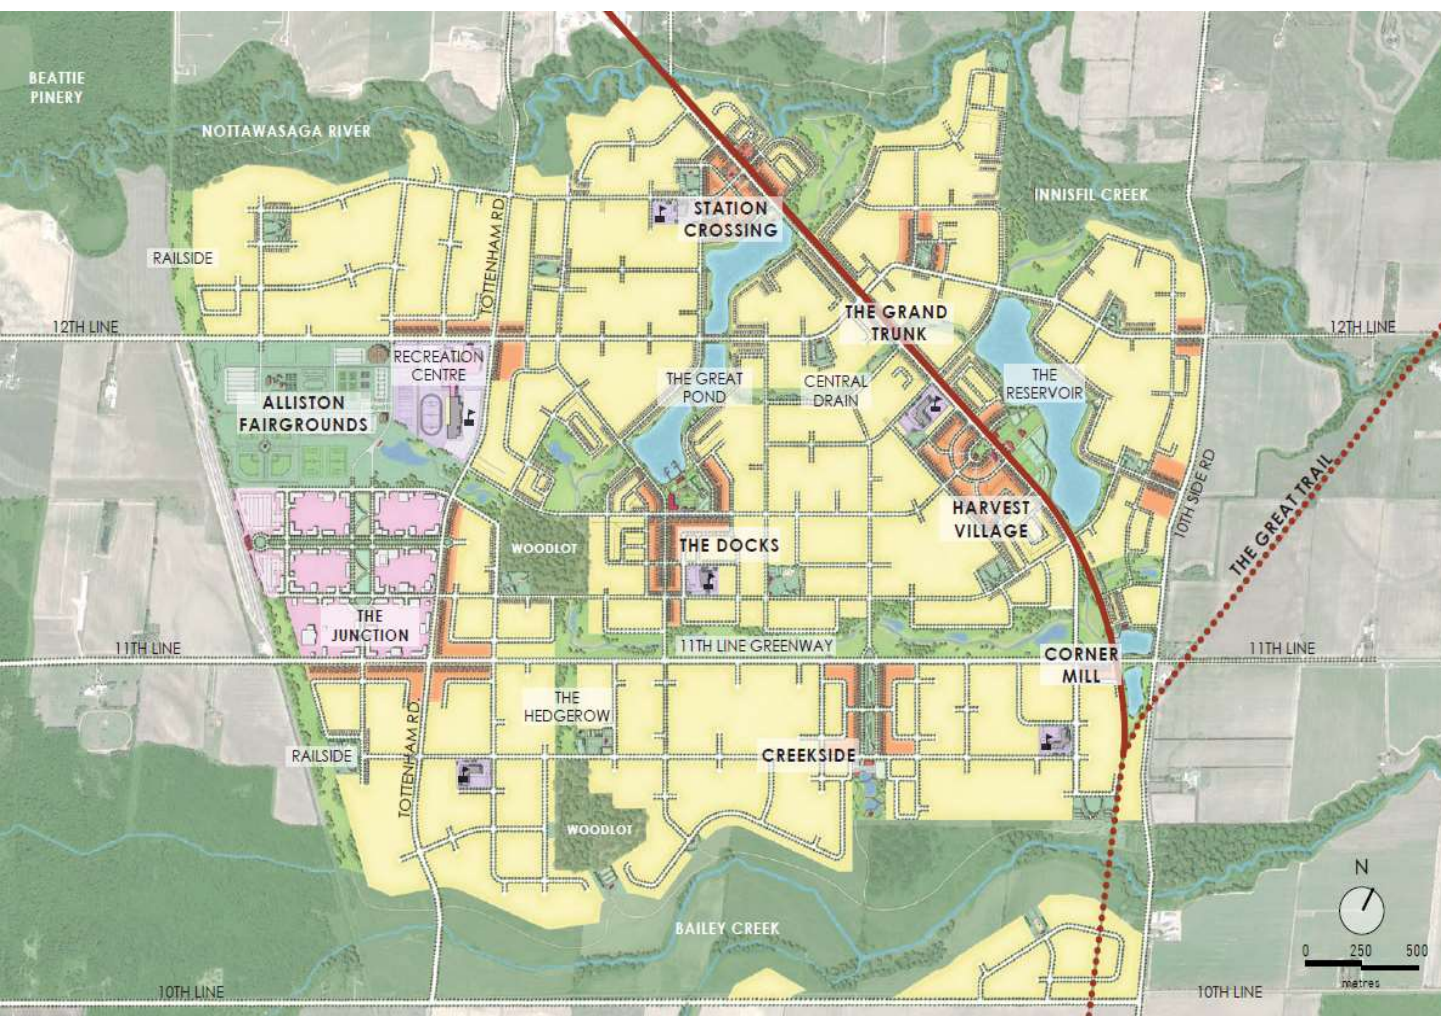 BEATTIE
PINERY
NOTTAWASAGA RIVER
INNISFIL CREEK
STATION
CROSSING
TOTTENHAM RD
RAILSIDE
12TH LINE
THE GRAND
TRUNK
12TH LINE
RECREATION
CENTRE
THE GREAT
POND
CENTRAL
DRAIN
THE
RESERVOIR
ALLISTON
FAIRGROUNDS
10TH SIDE RD
THE GREAT TRAIL
HARVEST
VILLAGE
WOODLOT
THE DOCKS
THE
JUNCTION
11TH LINE
11TH LINE GREENWAY
CORNER
MILL
11TH LINE
THE
HEDGEROW
TOTTENHAM RD.
RAILSIDE
CREEKSIDE
WOODLOT
BAILEY CREEK
N
0 250 500
metres
10TH LINE
10TH LINE